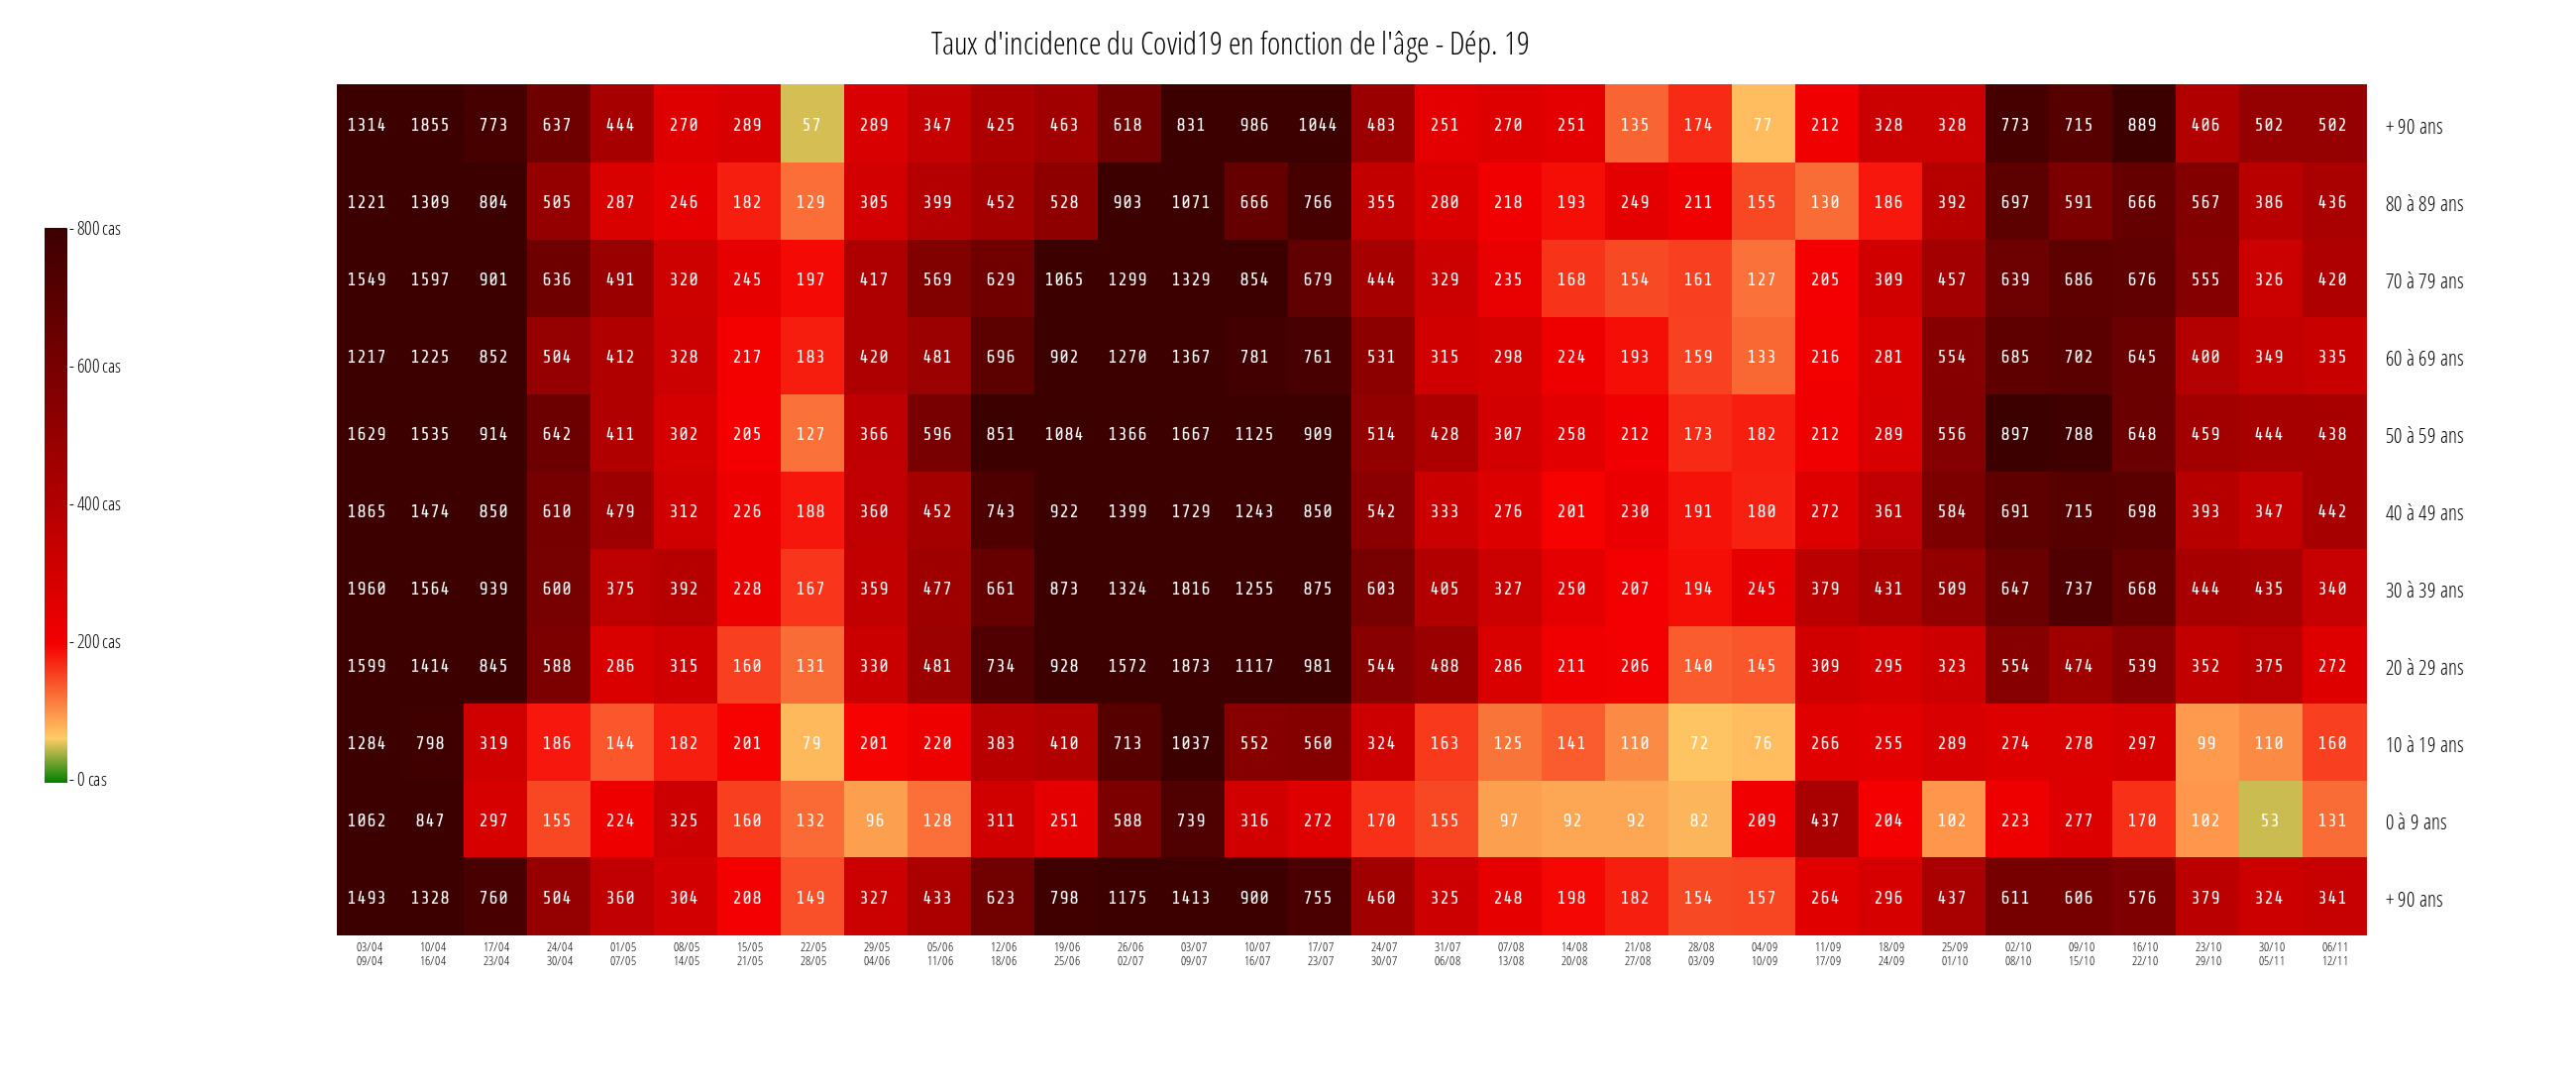 Taux d'incidence du Covid19 en fonction de l'âge - Dép. 19
- 800 cas
- 600 cas
- 400 cas
- 200 cas
- 0 cas
1314 1855 773 637 444 270 289 57 289 347 425 463 618 831 986 1044 483 251 270 251 135 174 77 212 328 328 773 715 889 406 502 502 + 90 ans
1221 1309 804 505 287 246 182 129 305 399 452 528 903 1071 666 766 355 280 218 193 249 211 155 130 186 392 697 591 666 567 386 436 80 à 89 ans
1549 1597 901 636 491 320 245 197 417 569 629 1065 1299 1329 854 679 444 329 235 168 154 161 127 205 309 457 639 686 676 555 326 420 70 à 79 ans
1217 1225 852 504 412 328 217 183 420 481 696 902 1270 1367 781 761 531 315 298 224 193 159 133 216 281 554 685 702 645 400 349 335 60 à 69 ans
1629 1535 914 642 411 302 205 127 366 596 851 1084 1366 1667 1125 909 514 428 307 258 212 173 182 212 289 556 897 788 648 459 444 438 50 à 59 ans
1865 1474 850 610 479 312 226 188 360 452 743 922 1399 1729 1243 850 542 333 276 201 230 191 180 272 361 584 691 715 698 393 347 442 40 à 49 ans
1960 1564 939 600 375 392 228 167 359 477 661 873 1324 1816 1255 875 603 405 327 250 207 194 245 379 431 509 647 737 668 444 435 340 30 à 39 ans
1599 1414 845 588 286 315 160 131 330 481 734 928 1572 1873 1117 981 544 488 286 211 206 140 145 309 295 323 554 474 539 352 375 272 20 à 29 ans
1284 798 319 186 144 182 201 79 201 220 383 410 713 1037 552 560 324 163 125 141 110 72 76 266 255 289 274 278 297 99 110 160 10 à 19 ans
1062 847 297 155 224 325 160 132 96 128 311 251 588 739 316 272 170 155 97 92 92 82 209 437 204 102 223 277 170 102 53 131 0 à 9 ans
1493 1328 760 504 360 304 208 149 327 433 623 798 1175 1413 900 755 460 325 248 198 182 154 157 264 296 437 611 606 576 379 324 341 + 90 ans
03/04 10/04 17/04 24/04 01/05 08/05 15/05 22/05 29/05 05/06 12/06 19/06 26/06 03/07 10/07 17/07 24/07 31/07 07/08 14/08 21/08 28/08 04/09 11/09 18/09 25/09 02/10 09/10 16/10 23/10 30/10 06/11
09/04 16/04 23/04 30/04 07/05 14/05 21/05 28/05 04/06 11/06 18/06 25/06 02/07 09/07 16/07 23/07 30/07 06/08 13/08 20/08 27/08 03/09 10/09 17/09 24/09 01/10 08/10 15/10 22/10 29/10 05/11 12/11